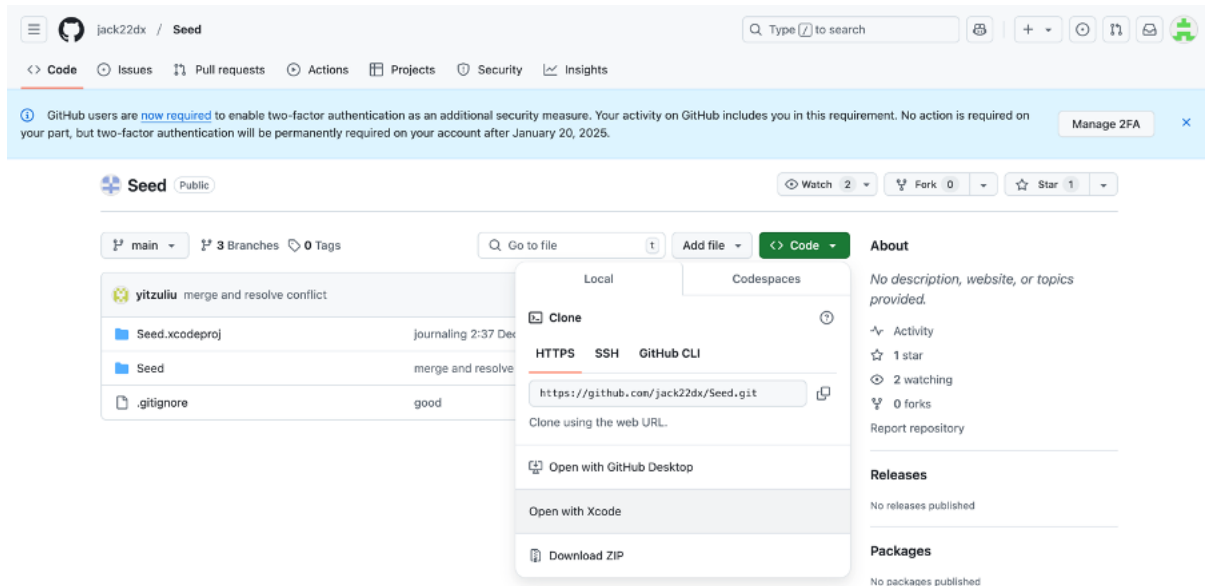 jack22dx / Seed
Type / to search
Code Issues Pull requests Actions Projects Security Insights
GitHub users are now required to enable two-factor authentication as an additional security measure. Your activity on GitHub includes you in this requirement. No action is required on
your part, but two-factor authentication will be permanently required on your account after January 20, 2025.
Manage 2FA
Seed Public
Watch 2
Fork 0
Star 1
main
3 Branches
0 Tags
Go to file t
Add file
Code
yitzuliu merge and resolve conflict
Seed.xcodeproj journaling 2:37 Dec
Seed merge and resolve
.gitignore good
Local Codespaces
Clone
HTTPS SSH GitHub CLI
https://github.com/jack22dx/Seed.git
Clone using the web URL.
Open with GitHub Desktop
Open with Xcode
Download ZIP
About
No description, website, or topics
provided.
Activity
1 star
2 watching
0 forks
Report repository
Releases
No releases published
Packages
No packages published